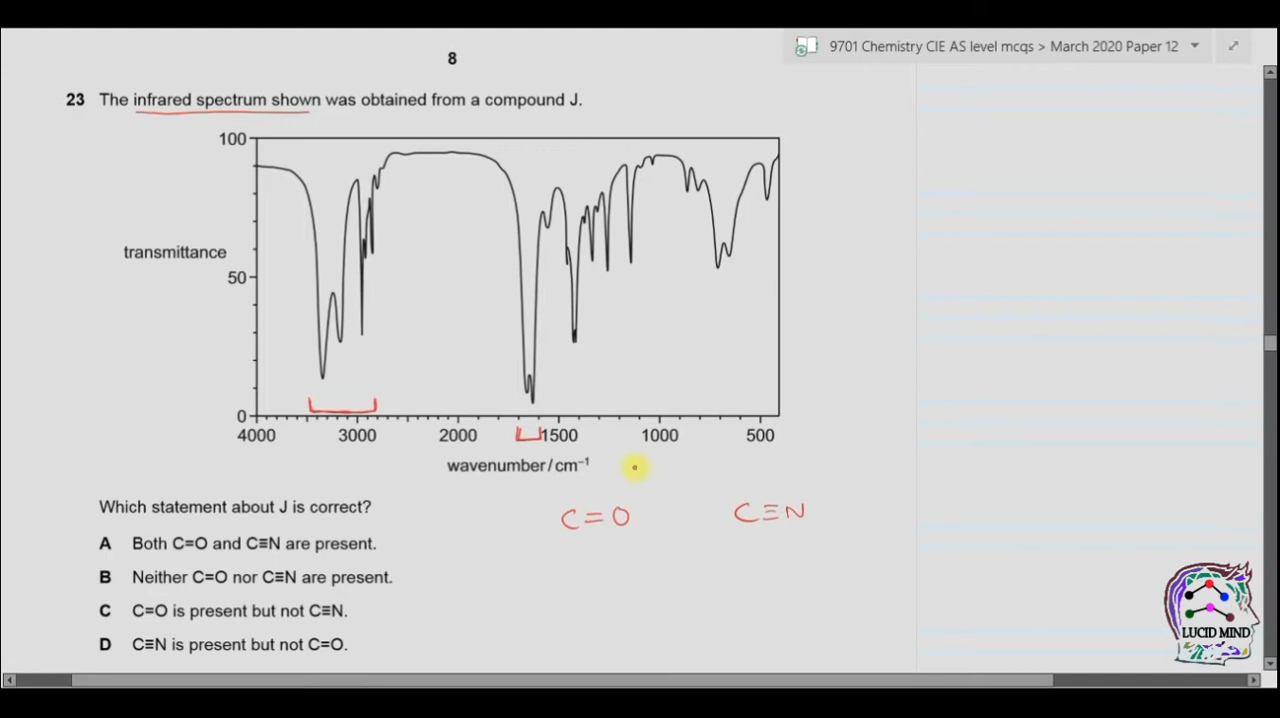 9701 Chemistry CIE AS level mcqs > March 2020 Paper 12
8
23 The infrared spectrum shown was obtained from a compound J.
100
transmittance
50
0
4000 3000 2000 1500 1000 500
wavenumber/cm⁻¹
Which statement about J is correct?
C=O C≡N
A Both C=O and C≡N are present.
B Neither C=O nor C≡N are present.
C C=O is present but not C≡N.
D C≡N is present but not C=O.
LUCID MIND